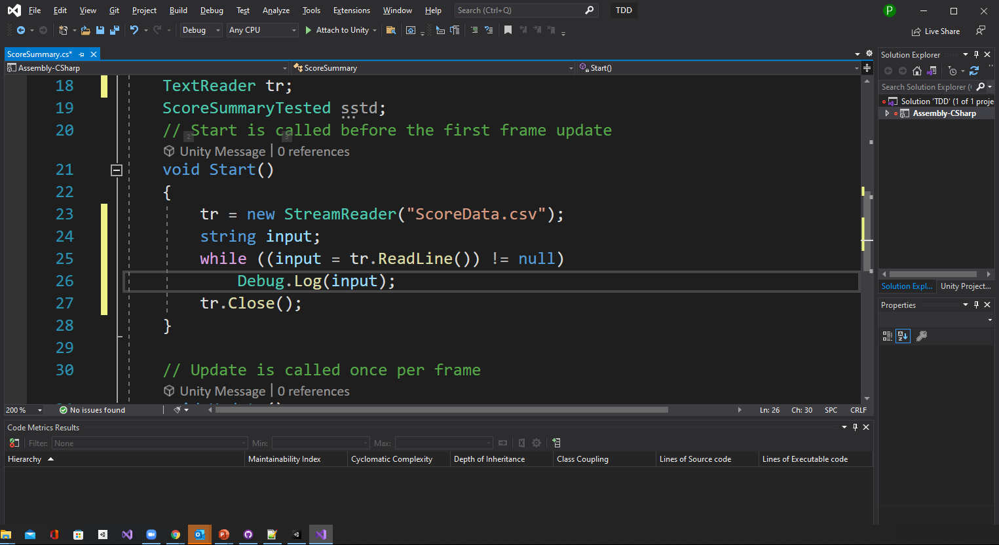 File Edit View Git Project Build Debug Test Analyze Tools Extensions Window Help Search (Ctrl+Q) TDD P
Debug Any CPU Attach to Unity Live Share
ScoreSummary.cs*
Assembly-CSharp ScoreSummary Start()
18 TextReader tr;
19 ScoreSummaryTested sstd;
20 // Start is called before the first frame update
2 3
Unity Message | 0 references
21 void Start()
22 {
23 tr = new StreamReader("ScoreData.csv");
24 string input;
25 while ((input = tr.ReadLine()) != null)
26 Debug.Log(input);
27 tr.Close();
28 }
29
30 // Update is called once per frame
Unity Message | 0 references
200 % No issues found Ln: 26 Ch: 30 SPC CRLF
Code Metrics Results
Filter: None Min: Max:
Hierarchy Maintainability Index Cyclomatic Complexity Depth of Inheritance Class Coupling Lines of Source code Lines of Executable code
Solution Explorer
Search Solution Explorer (
Solution 'TDD' (1 of 1 proje
Assembly-CSharp
Solution Expl... Unity Project...
Properties